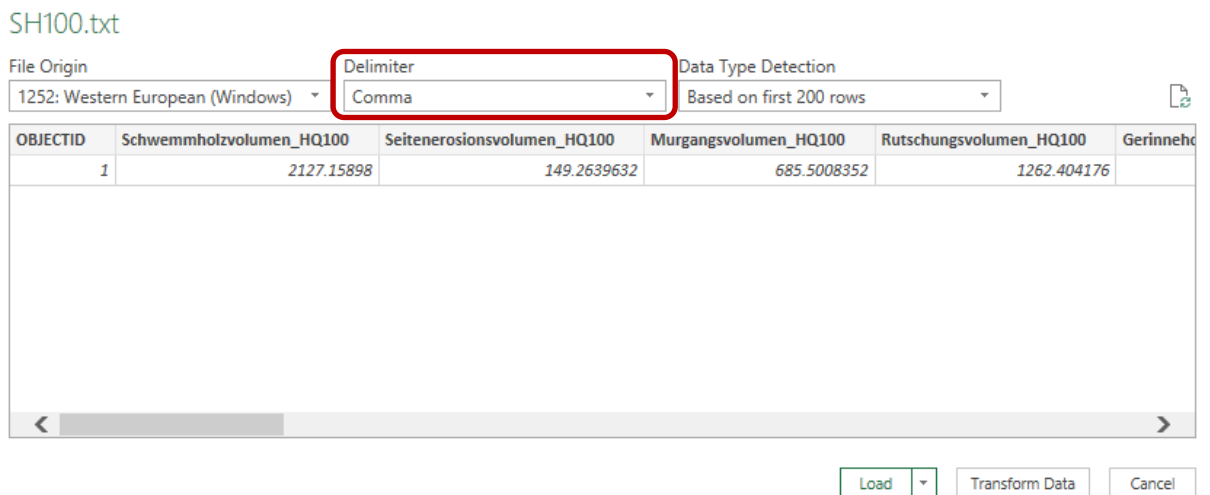 SH100.txt
File Origin Delimiter Data Type Detection
1252: Western European (Windows) Comma Based on first 200 rows
OBJECTID Schwemmholzvolumen_HQ100 Seitenerosionsvolumen_HQ100 Murgangsvolumen_HQ100 Rutschungsvolumen_HQ100 Gerinneho
1 2127.15898 149.2639632 685.5008352 1262.404176
Load Transform Data Cancel